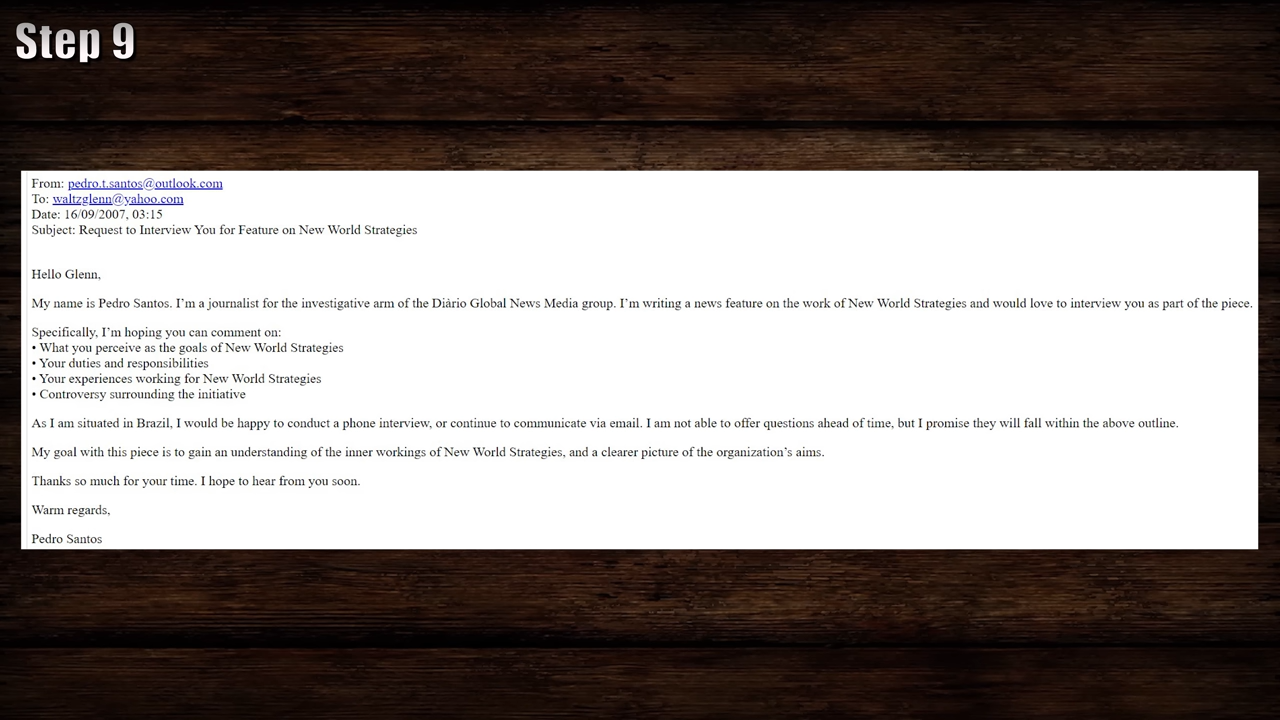 Step 9
From: pedro.t.santos@outlook.com
To: waltzglenn@yahoo.com
Date: 16/09/2007, 03:15
Subject: Request to Interview You for Feature on New World Strategies
Hello Glenn,
My name is Pedro Santos. I’m a journalist for the investigative arm of the Diário Global News Media group. I’m writing a news feature on the work of New World Strategies and would love to interview you as part of the piece.
Specifically, I’m hoping you can comment on:
• What you perceive as the goals of New World Strategies
• Your duties and responsibilities
• Your experiences working for New World Strategies
• Controversy surrounding the initiative
As I am situated in Brazil, I would be happy to conduct a phone interview, or continue to communicate via email. I am not able to offer questions ahead of time, but I promise they will fall within the above outline.
My goal with this piece is to gain an understanding of the inner workings of New World Strategies, and a clearer picture of the organization’s aims.
Thanks so much for your time. I hope to hear from you soon.
Warm regards,
Pedro Santos